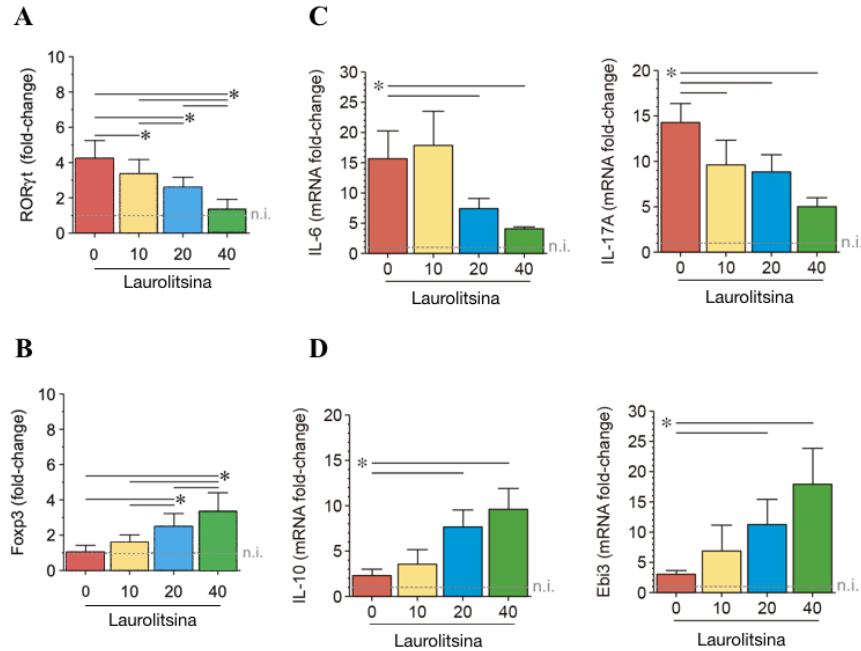 A
RORγt (fold-change)
10
8
6
4
2
0
*
*
*
n.i.
0 10 20 40
Laurolitsina
C
IL-6 (mRNA fold-change)
30
25
20
15
10
5
0
*
n.i.
0 10 20 40
Laurolitsina
IL-17A (mRNA fold-change)
20
15
10
5
0
*
n.i.
0 10 20 40
Laurolitsina
B
Foxp3 (fold-change)
10
8
6
4
2
0
*
*
n.i.
0 10 20 40
Laurolitsina
D
IL-10 (mRNA fold-change)
20
15
10
5
0
*
n.i.
0 10 20 40
Laurolitsina
Ebi3 (mRNA fold-change)
30
25
20
15
10
5
0
*
n.i.
0 10 20 40
Laurolitsina